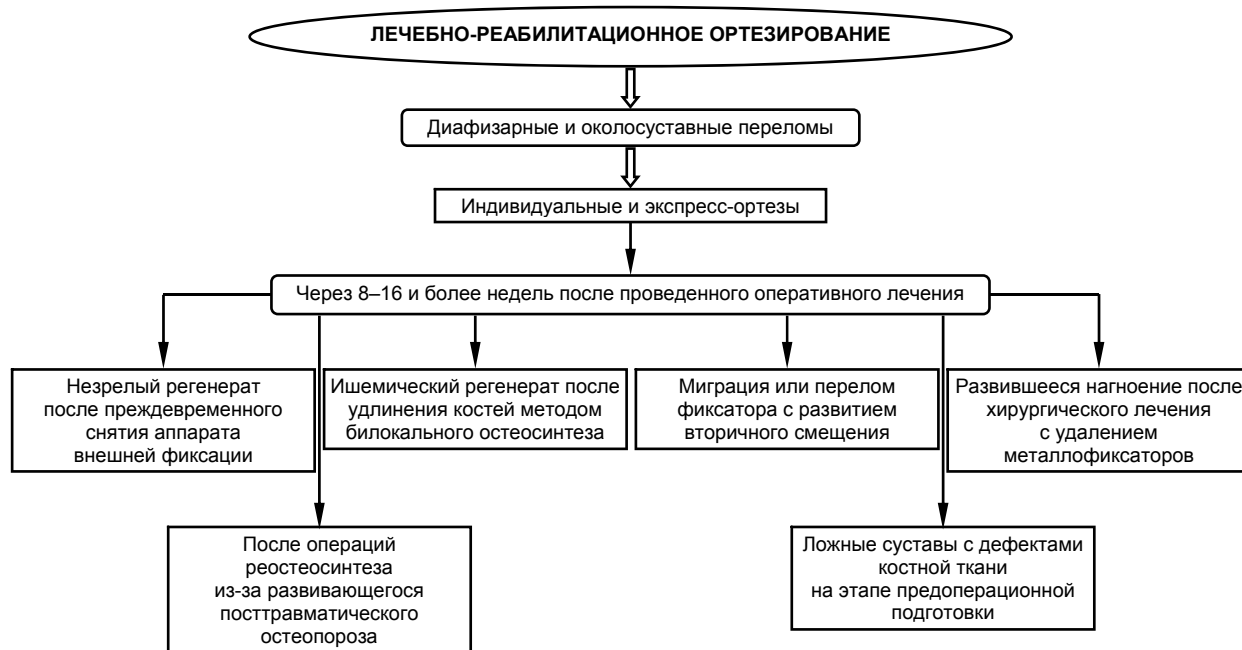 ЛЕЧЕБНО-РЕАБИЛИТАЦИОННОЕ ОРТЕЗИРОВАНИЕ
Диафизарные и околосуставные переломы
Индивидуальные и экспресс-ортезы
Через 8–16 и более недель после проведенного оперативного лечения
Незрелый регенерат
после преждевременного
снятия аппарата
внешней фиксации
Ишемический регенерат после
удлинения костей методом
билокального остеосинтеза
Миграция или перелом
фиксатора с развитием
вторичного смещения
Развившееся нагноение после
хирургического лечения
с удалением
металлофиксаторов
После операций
реостеосинтеза
из-за развивающегося
посттравматического
остеопороза
Ложные суставы с дефектами
костной ткани
на этапе предоперационной
подготовки